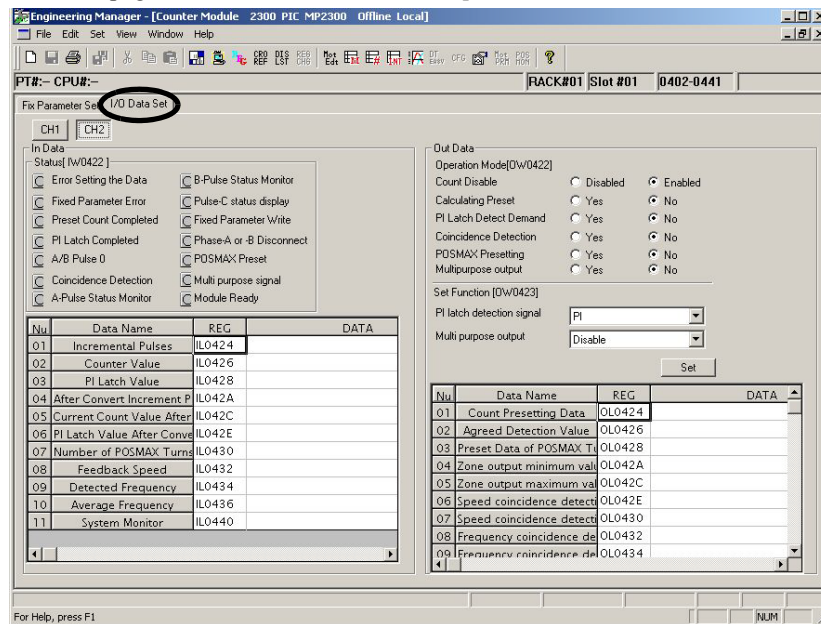 Engineering Manager - [Counter Module 2300 PIC MP2300 Offline Local]
File Edit Set View Window Help
PT#:– CPU#:–
RACK#01 Slot #01 0402-0441
Fix Parameter Se I/O Data Set
CH1 CH2
In Data
Status[ IW0422 ]
C Error Setting the Data
C B-Pulse Status Monitor
C Fixed Parameter Error
C Pulse-C status display
C Preset Count Completed
C Fixed Parameter Write
C PI Latch Completed
C Phase-A or -B Disconnect
C A/B Pulse 0
C POSMAX Preset
C Coincidence Detection
C Multi purpose signal
C A-Pulse Status Monitor
C Module Ready
Nu Data Name REG DATA
01 Incremental Pulses IL0424
02 Counter Value IL0426
03 PI Latch Value IL0428
04 After Convert Increment P IL042A
05 Current Count Value After IL042C
06 PI Latch Value After Conve IL042E
07 Number of POSMAX Turns IL0430
08 Feedback Speed IL0432
09 Detected Frequency IL0434
10 Average Frequency IL0436
11 System Monitor IL0440
Out Data
Operation Mode[OW0422]
Count Disable Disabled Enabled
Calculating Preset Yes No
PI Latch Detect Demand Yes No
Coincidence Detection Yes No
POSMAX Presetting Yes No
Multipurpose output Yes No
Set Function [OW0423]
PI latch detection signal PI
Multi purpose output Disable
Set
Nu Data Name REG DATA
01 Count Presetting Data OL0424
02 Agreed Detection Value OL0426
03 Preset Data of POSMAX Tu OL0428
04 Zone output minimum valu OL042A
05 Zone output maximum val OL042C
06 Speed coincidence detecti OL042E
07 Speed coincidence detecti OL0430
08 Frequency coincidence de OL0432
09 Frequency coincidence de OL0434
For Help, press F1
NUM